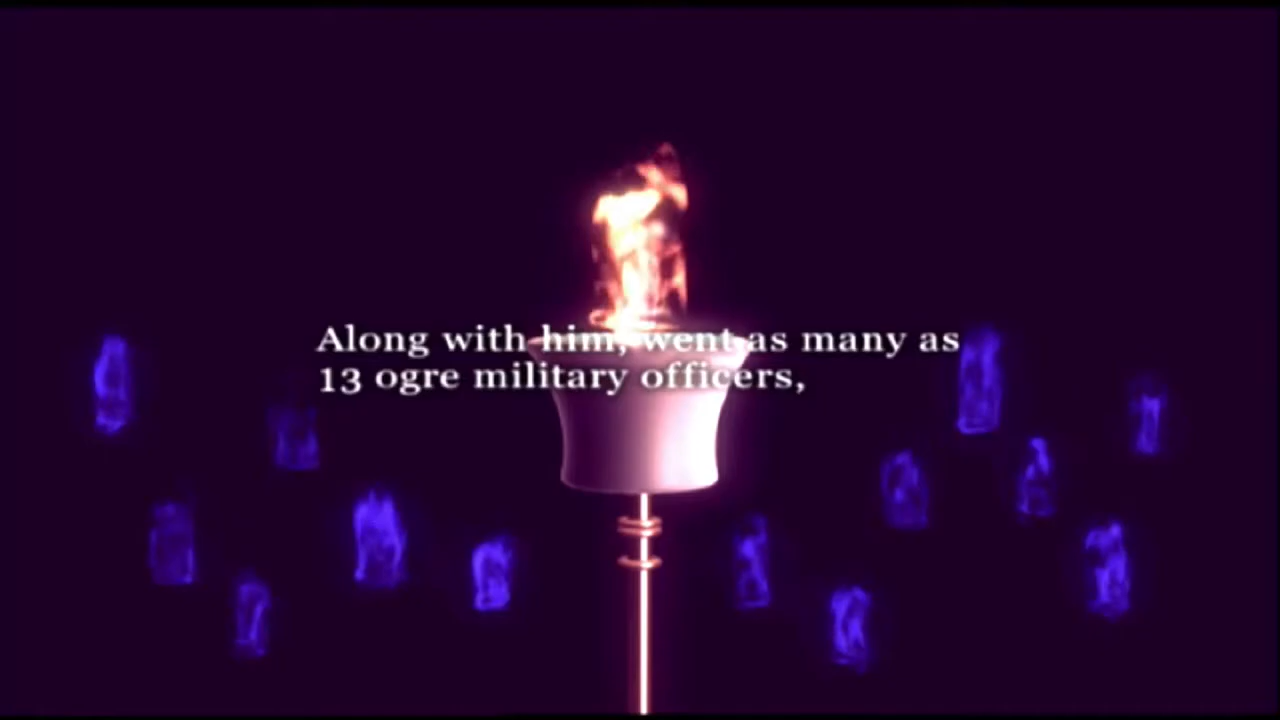 Along with him, went as many as
13 ogre military officers,